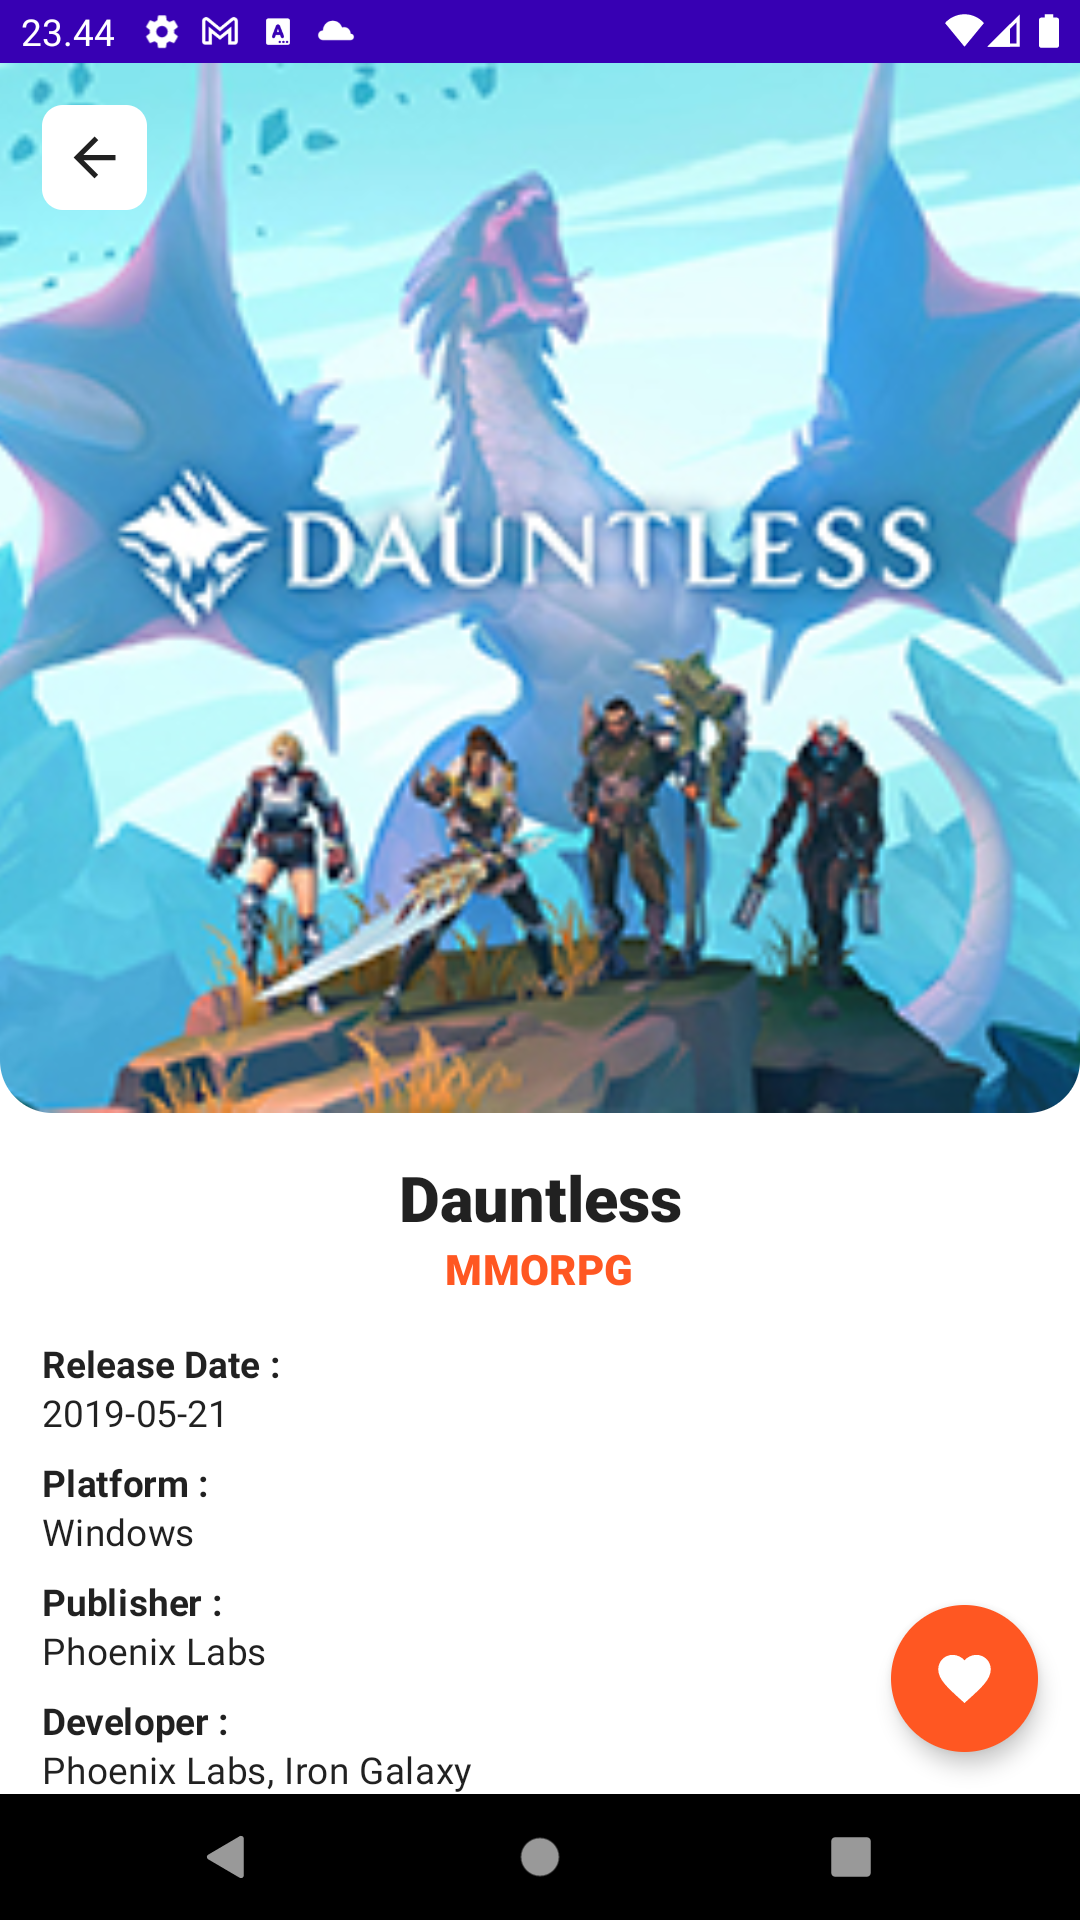 23.44
DAUNTLESS
Dauntless
MMORPG
Release Date :
2019-05-21
Platform :
Windows
Publisher :
Phoenix Labs
Developer :
Phoenix Labs, Iron Galaxy